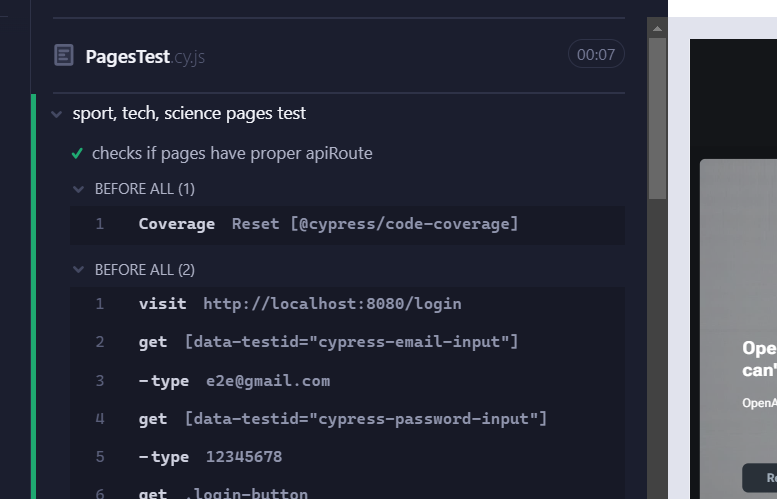 PagesTest.cy.js 00:07
sport, tech, science pages test
checks if pages have proper apiRoute
BEFORE ALL (1)
1 Coverage Reset [@cypress/code-coverage]
BEFORE ALL (2)
1 visit http://localhost:8080/login
2 get [data-testid="cypress-email-input"]
3 -type e2e@gmail.com
4 get [data-testid="cypress-password-input"]
5 -type 12345678
6 get .login-button
Ope
can'
OpenA
Re